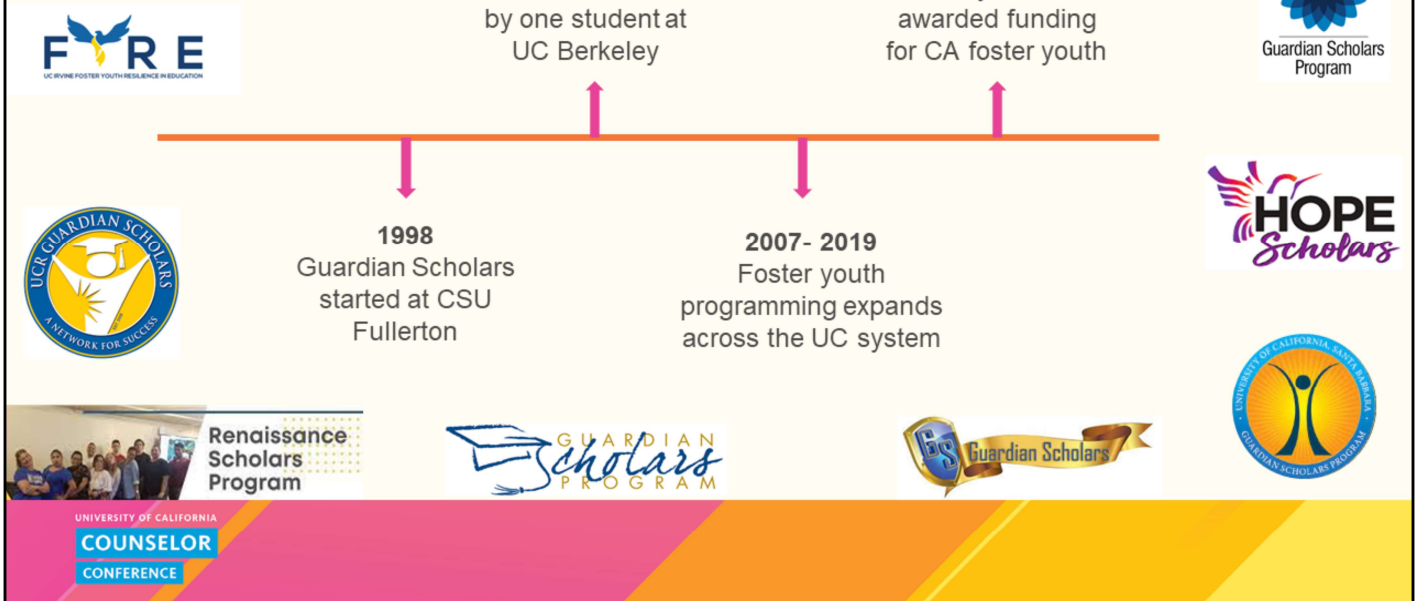 by one student at
UC Berkeley
awarded funding
for CA foster youth
FYRE
UC IRVINE FOSTER YOUTH RESILIENCE IN EDUCATION
Guardian Scholars
Program
1998
Guardian Scholars
started at CSU
Fullerton
2007- 2019
Foster youth
programming expands
across the UC system
UCR GUARDIAN SCHOLARS
A NETWORK FOR SUCCESS
HOPE
Scholars
UNIVERSITY OF CALIFORNIA, SANTA BARBARA
GUARDIAN SCHOLARS PROGRAM
Renaissance
Scholars
Program
GUARDIAN
Scholars
PROGRAM
GS
Guardian Scholars
UNIVERSITY OF CALIFORNIA
COUNSELOR
CONFERENCE